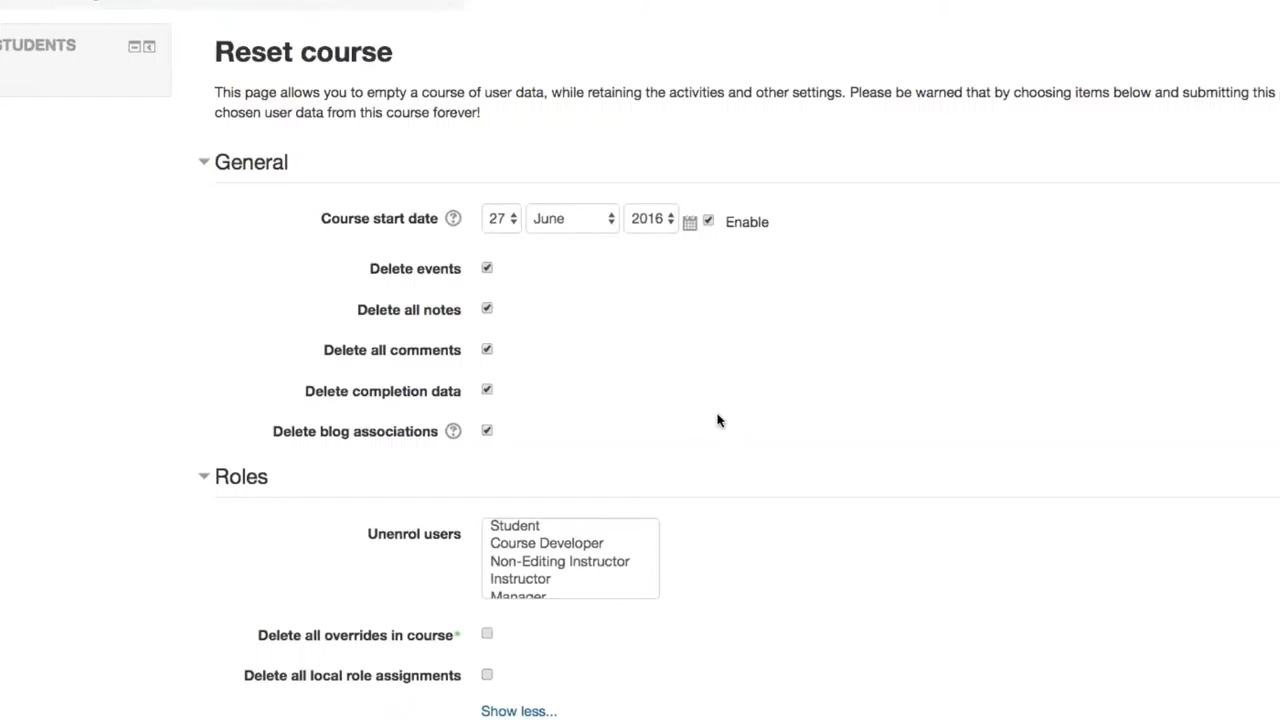 STUDENTS
Reset course
This page allows you to empty a course of user data, while retaining the activities and other settings. Please be warned that by choosing items below and submitting this
chosen user data from this course forever!
General
Course start date 27 June 2016 Enable
Delete events
Delete all notes
Delete all comments
Delete completion data
Delete blog associations
Roles
Unenrol users
Student
Course Developer
Non-Editing Instructor
Instructor
Manager
Delete all overrides in course*
Delete all local role assignments
Show less...